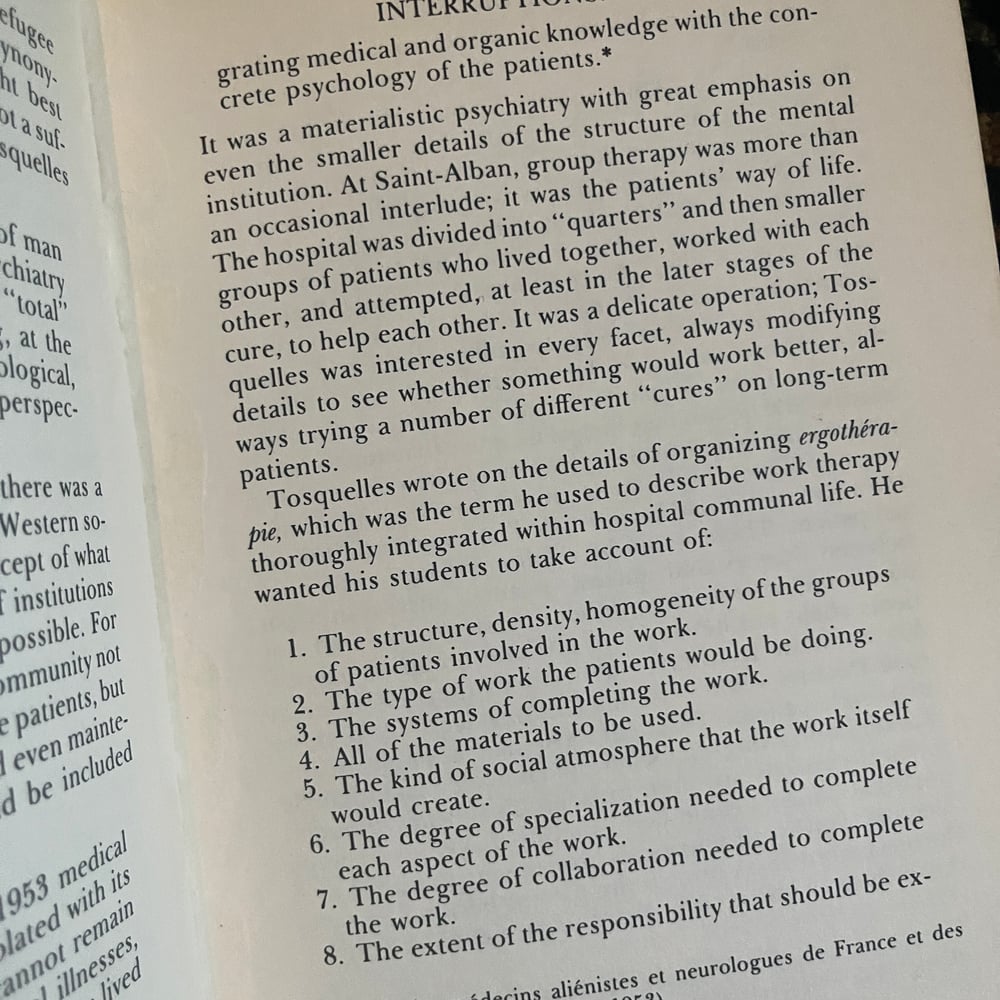 efugee
ynony-
ht best
ot a suf-
squelles
of man
chiatry
"total"
, at the
ological,
perspec-
there was a
Western so-
cept of what
f institutions
possible. For
ommunity not
e patients, but
d even mainte-
d be included
1953 medical
olated with its
annot remain
l illnesses,
lived
INTERRUPTIONS
grating medical and organic knowledge with the con-
crete psychology of the patients.*
It was a materialistic psychiatry with great emphasis on
even the smaller details of the structure of the mental
institution. At Saint-Alban, group therapy was more than
an occasional interlude; it was the patients' way of life.
The hospital was divided into "quarters" and then smaller
groups of patients who lived together, worked with each
other, and attempted, at least in the later stages of the
cure, to help each other. It was a delicate operation; Tos-
quelles was interested in every facet, always modifying
details to see whether something would work better, al-
ways trying a number of different "cures" on long-term
patients.
Tosquelles wrote on the details of organizing ergothéra-
pie, which was the term he used to describe work therapy
thoroughly integrated within hospital communal life. He
wanted his students to take account of:
1. The structure, density, homogeneity of the groups
of patients involved in the work.
2. The type of work the patients would be doing.
3. The systems of completing the work.
4. All of the materials to be used.
5. The kind of social atmosphere that the work itself
would create.
6. The degree of specialization needed to complete
each aspect of the work.
7. The degree of collaboration needed to complete
the work.
8. The extent of the responsibility that should be ex-
édecins aliénistes et neurologues de France et des